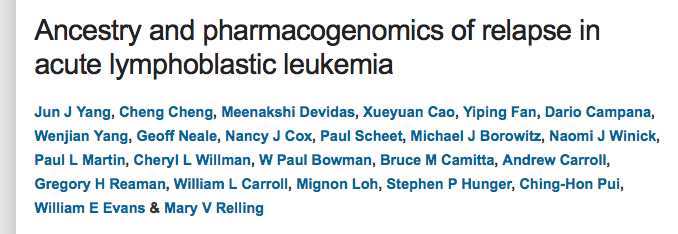 Ancestry and pharmacogenomics of relapse in
acute lymphoblastic leukemia
Jun J Yang, Cheng Cheng, Meenakshi Devidas, Xueyuan Cao, Yiping Fan, Dario Campana,
Wenjian Yang, Geoff Neale, Nancy J Cox, Paul Scheet, Michael J Borowitz, Naomi J Winick,
Paul L Martin, Cheryl L Willman, W Paul Bowman, Bruce M Camitta, Andrew Carroll,
Gregory H Reaman, William L Carroll, Mignon Loh, Stephen P Hunger, Ching-Hon Pui,
William E Evans & Mary V Relling